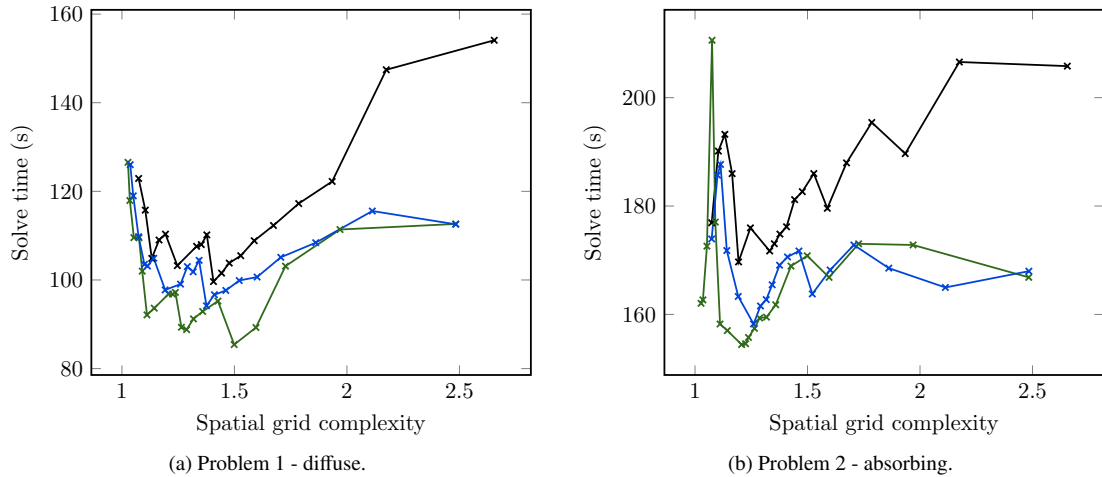 160
140
120
100
80
Solve time (s)
1
1.5
2
2.5
Spatial grid complexity
(a) Problem 1 - diffuse.
200
180
160
Solve time (s)
1
1.5
2
2.5
Spatial grid complexity
(b) Problem 2 - absorbing.